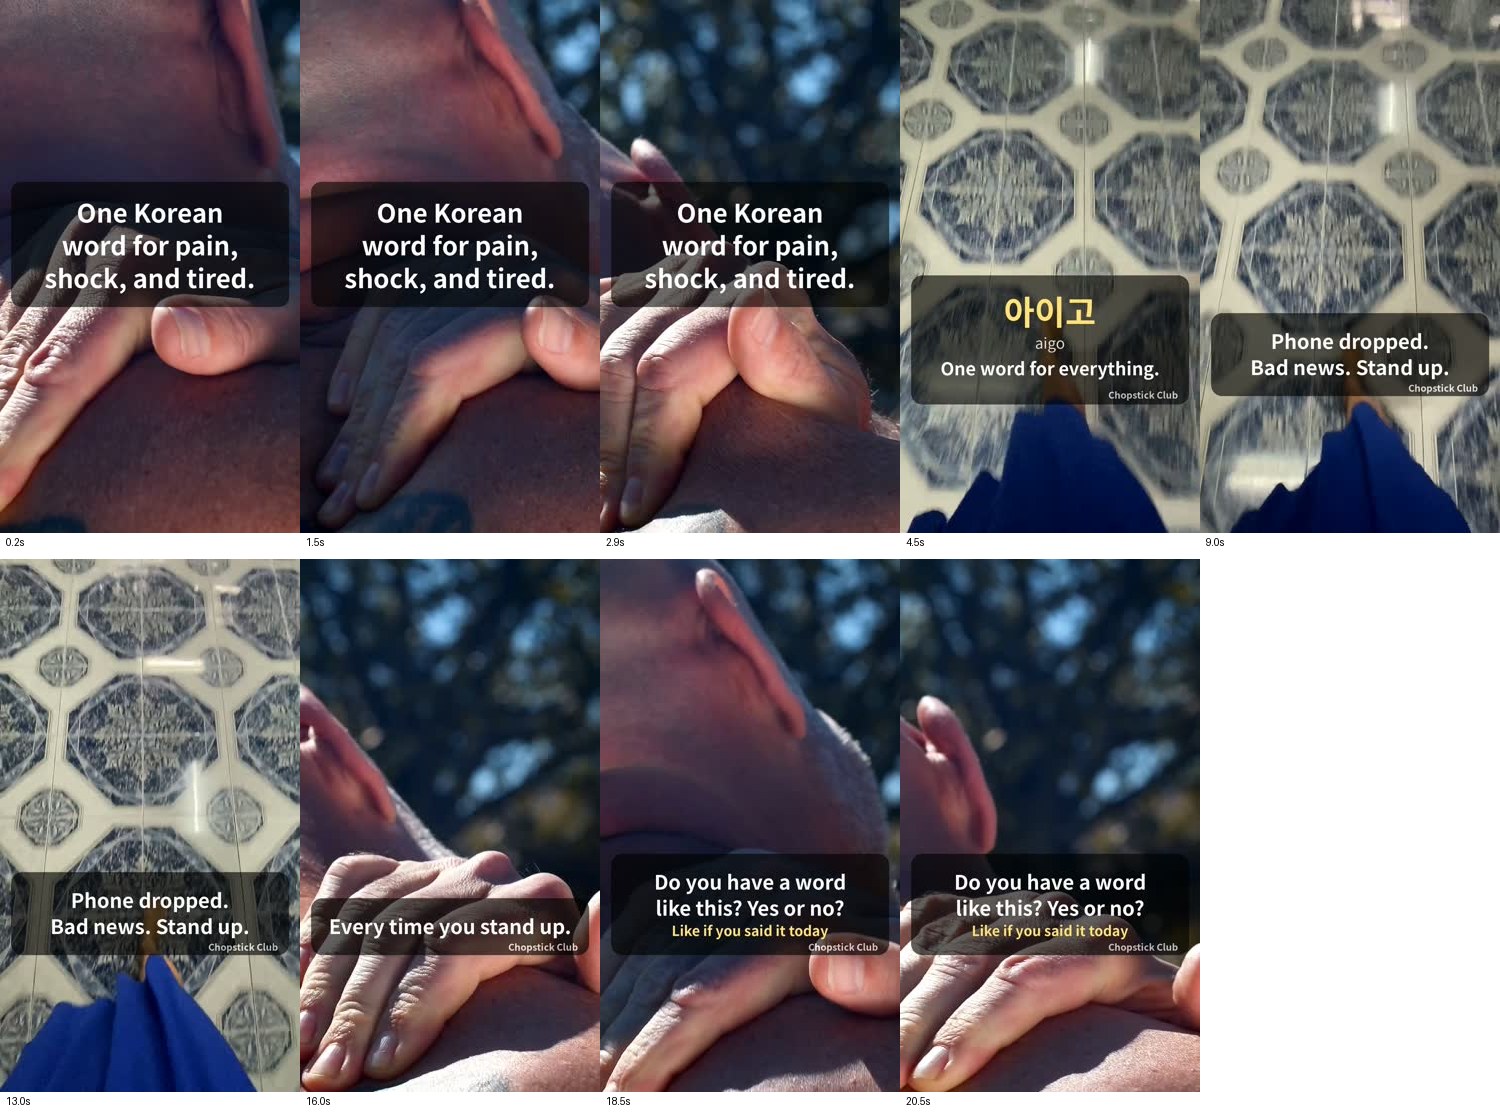 One Korean
word for pain,
shock, and tired.
0.2s
One Korean
word for pain,
shock, and tired.
1.5s
One Korean
word for pain,
shock, and tired.
2.9s
아이고
aigo
One word for everything.
Chopstick Club
4.5s
Phone dropped.
Bad news. Stand up.
Chopstick Club
9.0s
Phone dropped.
Bad news. Stand up.
Chopstick Club
13.0s
Every time you stand up.
Chopstick Club
16.0s
Do you have a word
like this? Yes or no?
Like if you said it today
Chopstick Club
18.5s
Do you have a word
like this? Yes or no?
Like if you said it today
Chopstick Club
20.5s